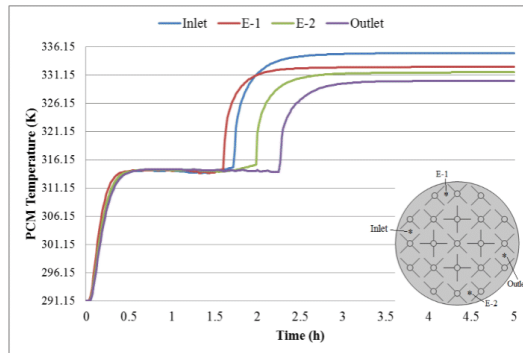 Inlet E-1 E-2 Outlet
336.15
331.15
326.15
321.15
316.15
311.15
306.15
301.15
296.15
291.15
PCM Temperature (K)
E-1
Inlet
Outlet
E-2
0 0.5 1 1.5 2 2.5 3 3.5 4 4.5 5
Time (h)